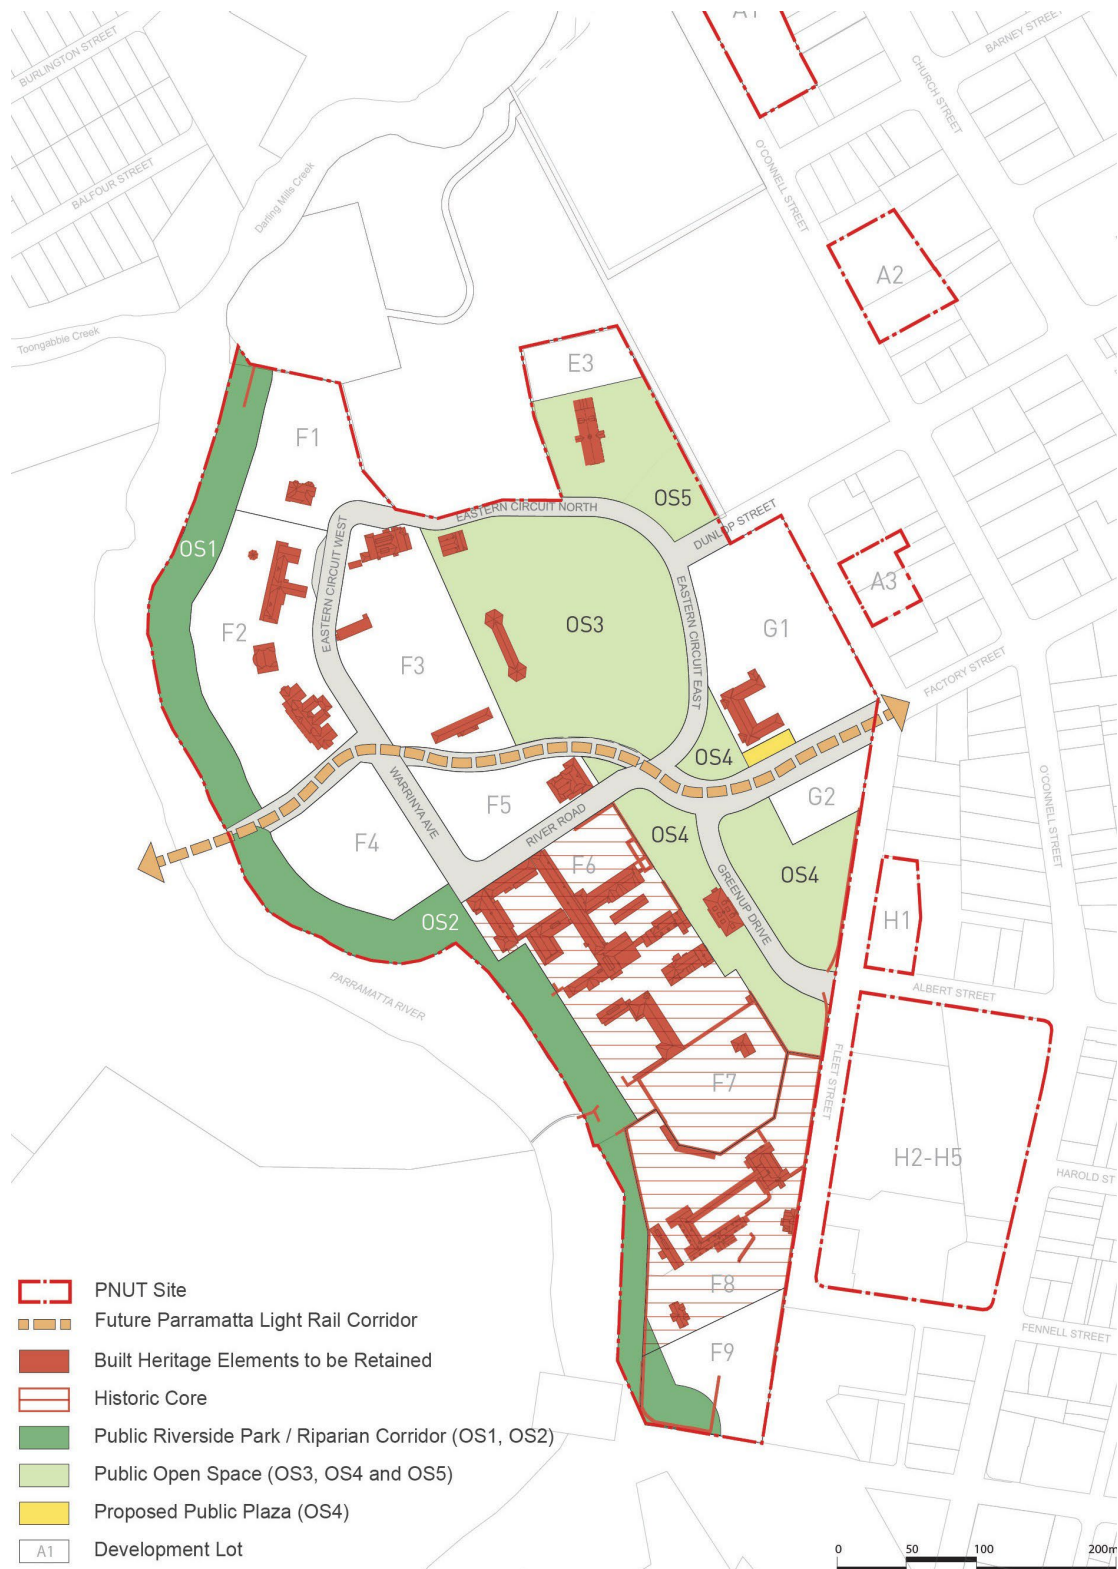 A1
BURLINGTON STREET
BARNEY STREET
CHURCH STREET
BALFOUR STREET
O'CONNELL STREET
Darling Mills Creek
A2
Toongabbie Creek
E3
F1
OS5
EASTERN CIRCUIT NORTH
DUNLOP STREET
OS1
EASTERN CIRCUIT WEST
A3
F2
OS3
EASTERN CIRCUIT EAST
G1
F3
FACTORY STREET
OS4
WARRINYA AVE
F5
G2
O'CONNELL STREET
RIVER ROAD
F4
OS4
F6
OS4
GREENUP DRIVE
OS2
H1
PARRAMATTA RIVER
ALBERT STREET
FLEET STREET
F7
H2-H5
HAROLD ST
F8
FENNELL STREET
F9
PNUT Site
Future Parramatta Light Rail Corridor
Built Heritage Elements to be Retained
Historic Core
Public Riverside Park / Riparian Corridor (OS1, OS2)
Public Open Space (OS3, OS4 and OS5)
Proposed Public Plaza (OS4)
A1 Development Lot
0 50 100 200m